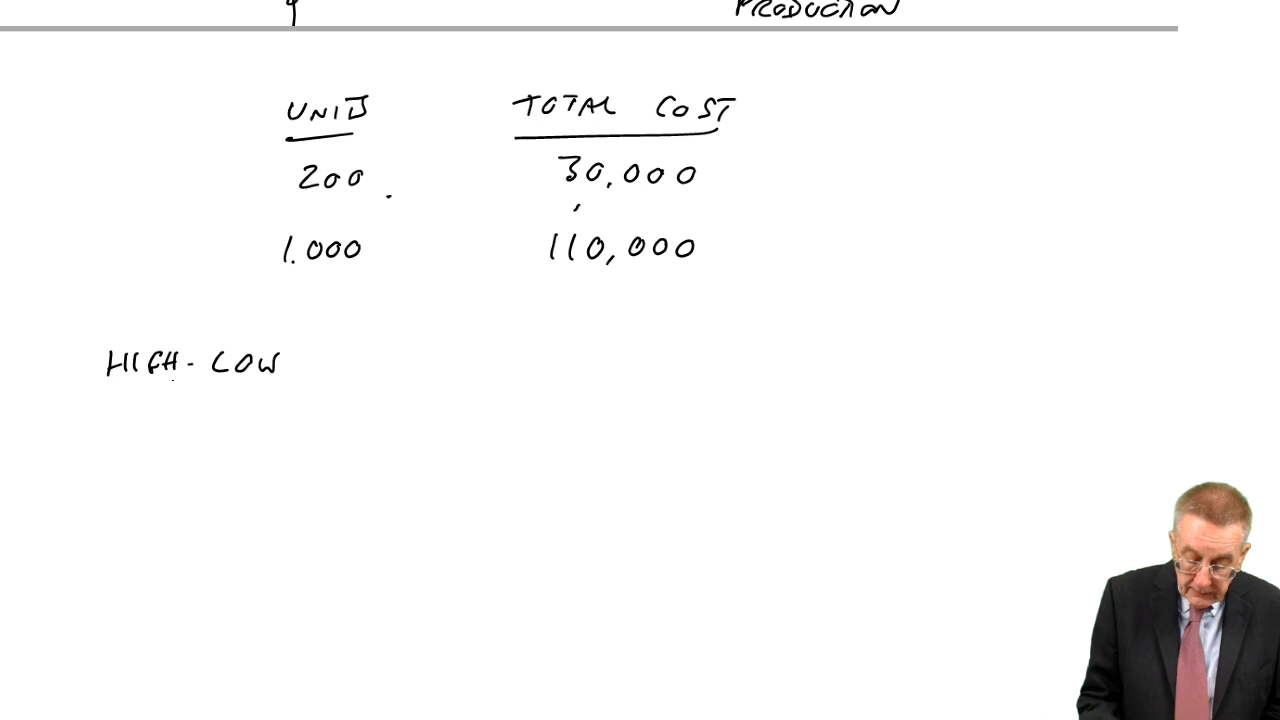 PRODUCTION
UNITS TOTAL COST
200 30,000
1.000 110,000
HIGH-LOW